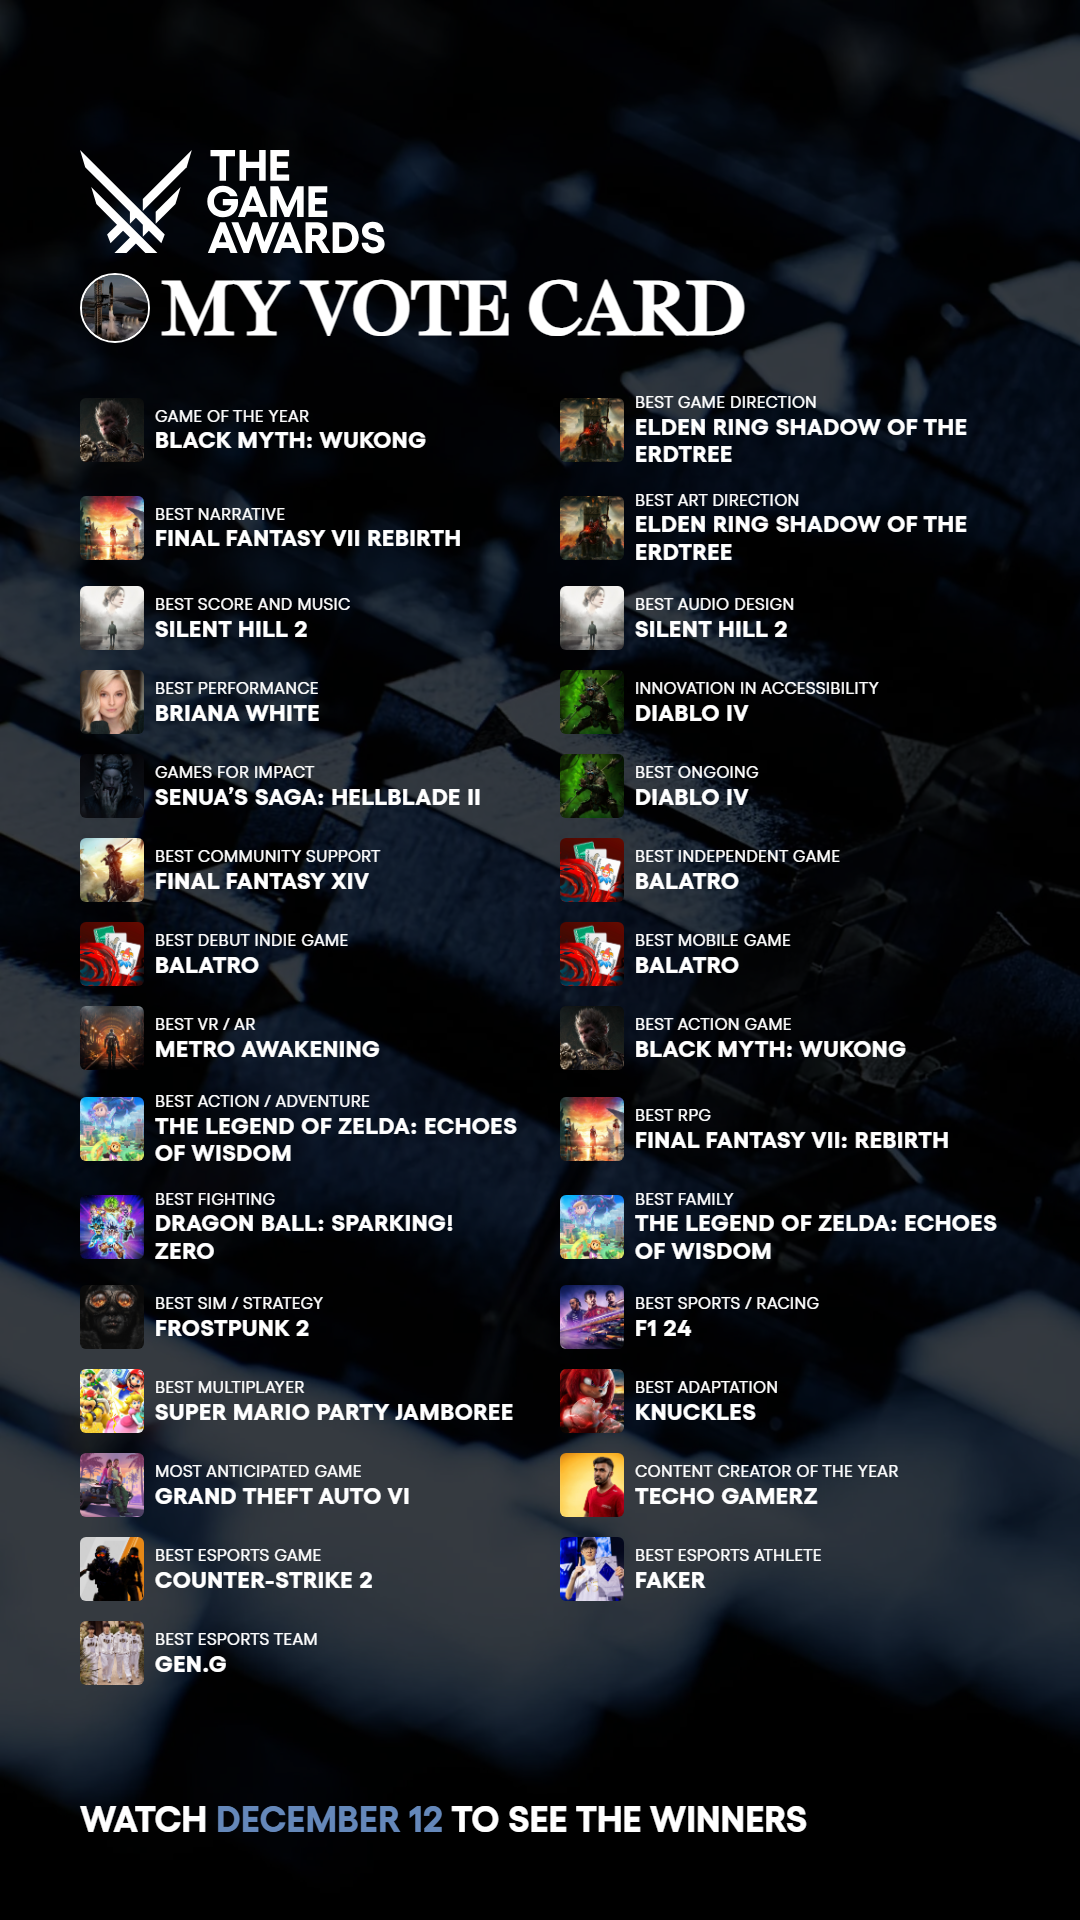 THE
GAME
AWARDS
MY VOTE CARD
GAME OF THE YEAR
BLACK MYTH: WUKONG
BEST GAME DIRECTION
ELDEN RING SHADOW OF THE
ERDTREE
BEST NARRATIVE
FINAL FANTASY VII REBIRTH
BEST ART DIRECTION
ELDEN RING SHADOW OF THE
ERDTREE
BEST SCORE AND MUSIC
SILENT HILL 2
BEST AUDIO DESIGN
SILENT HILL 2
BEST PERFORMANCE
BRIANA WHITE
INNOVATION IN ACCESSIBILITY
DIABLO IV
GAMES FOR IMPACT
SENUA’S SAGA: HELLBLADE II
BEST ONGOING
DIABLO IV
BEST COMMUNITY SUPPORT
FINAL FANTASY XIV
BEST INDEPENDENT GAME
BALATRO
BEST DEBUT INDIE GAME
BALATRO
BEST MOBILE GAME
BALATRO
BEST VR / AR
METRO AWAKENING
BEST ACTION GAME
BLACK MYTH: WUKONG
BEST ACTION / ADVENTURE
THE LEGEND OF ZELDA: ECHOES
OF WISDOM
BEST RPG
FINAL FANTASY VII: REBIRTH
BEST FIGHTING
DRAGON BALL: SPARKING!
ZERO
BEST FAMILY
THE LEGEND OF ZELDA: ECHOES
OF WISDOM
BEST SIM / STRATEGY
FROSTPUNK 2
BEST SPORTS / RACING
F1 24
BEST MULTIPLAYER
SUPER MARIO PARTY JAMBOREE
BEST ADAPTATION
KNUCKLES
MOST ANTICIPATED GAME
GRAND THEFT AUTO VI
CONTENT CREATOR OF THE YEAR
TECHO GAMERZ
BEST ESPORTS GAME
COUNTER-STRIKE 2
BEST ESPORTS ATHLETE
FAKER
BEST ESPORTS TEAM
GEN.G
WATCH DECEMBER 12 TO SEE THE WINNERS